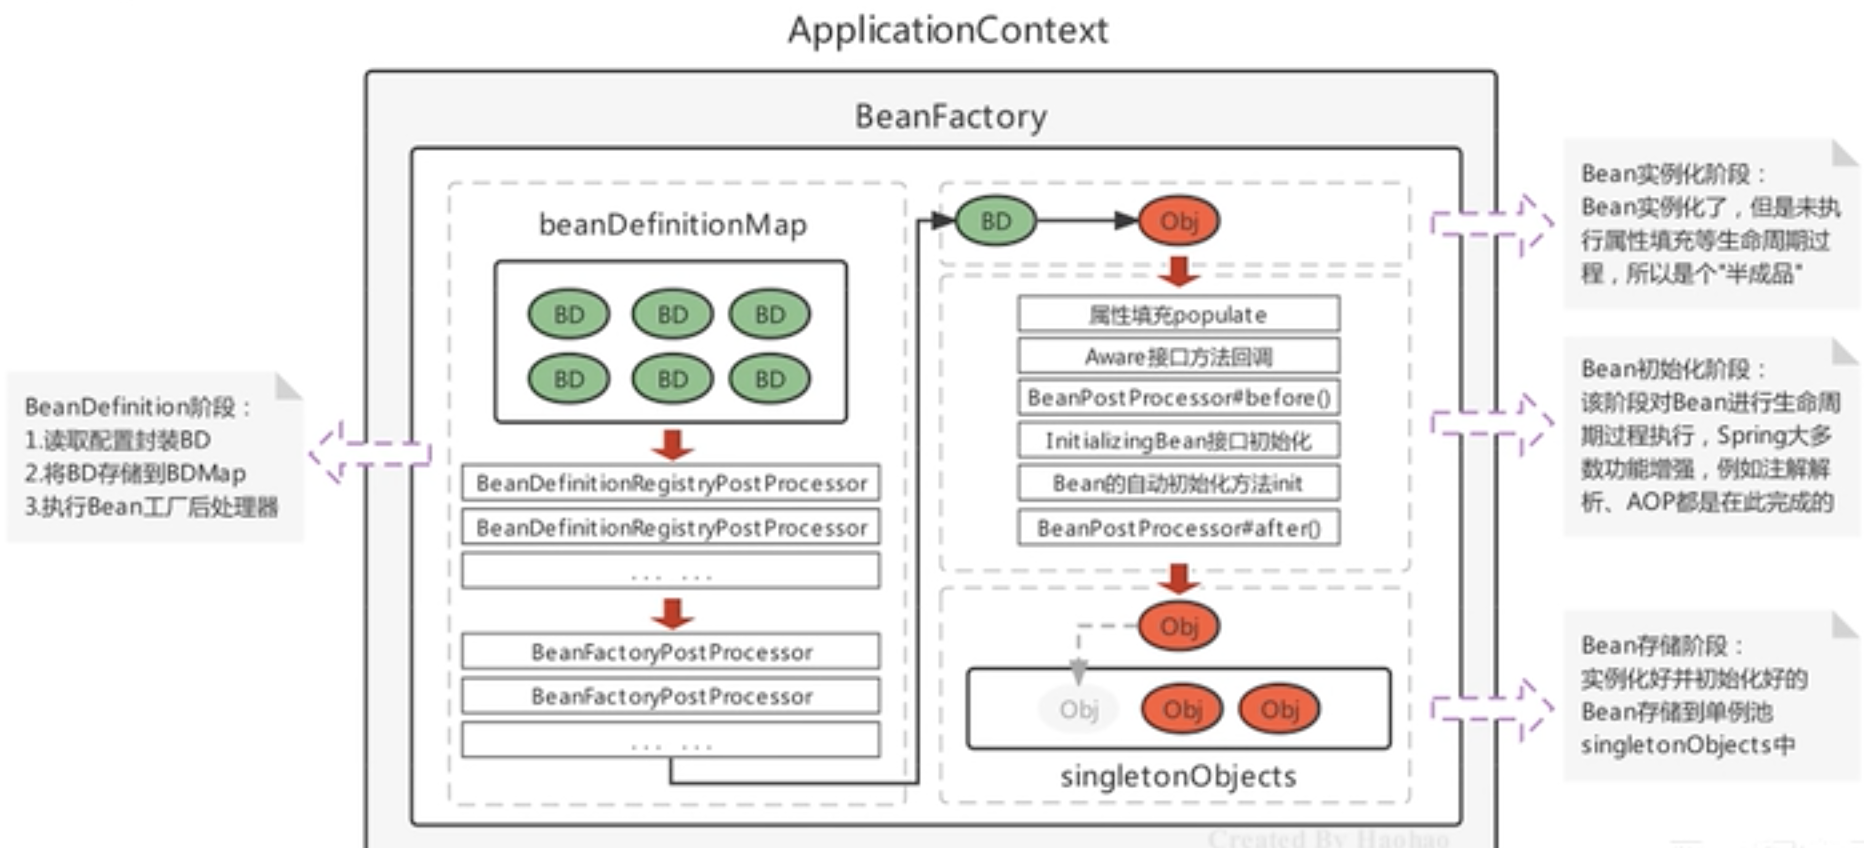 ApplicationContext
BeanFactory
beanDefinitionMap
BD BD BD
BD BD BD
BeanDefinitionRegistryPostProcessor
BeanDefinitionRegistryPostProcessor
... ...
BeanFactoryPostProcessor
BeanFactoryPostProcessor
... ...
BeanDefinition阶段：
1.读取配置封装BD
2.将BD存储到BDMap
3.执行Bean工厂后处理器
BD Obj
属性填充populate
Aware接口方法回调
BeanPostProcessor#before()
InitializingBean接口初始化
Bean的自动初始化方法init
BeanPostProcessor#after()
Obj
Obj Obj Obj
singletonObjects
Bean实例化阶段：
Bean实例化了，但是未执
行属性填充等生命周期过
程，所以是个"半成品"
Bean初始化阶段：
该阶段对Bean进行生命周
期过程执行，Spring大多
数功能增强，例如注解解
析、AOP都是在此完成的
Bean存储阶段：
实例化好并初始化好的
Bean存储到单例池
singletonObjects中
Created By Haohao